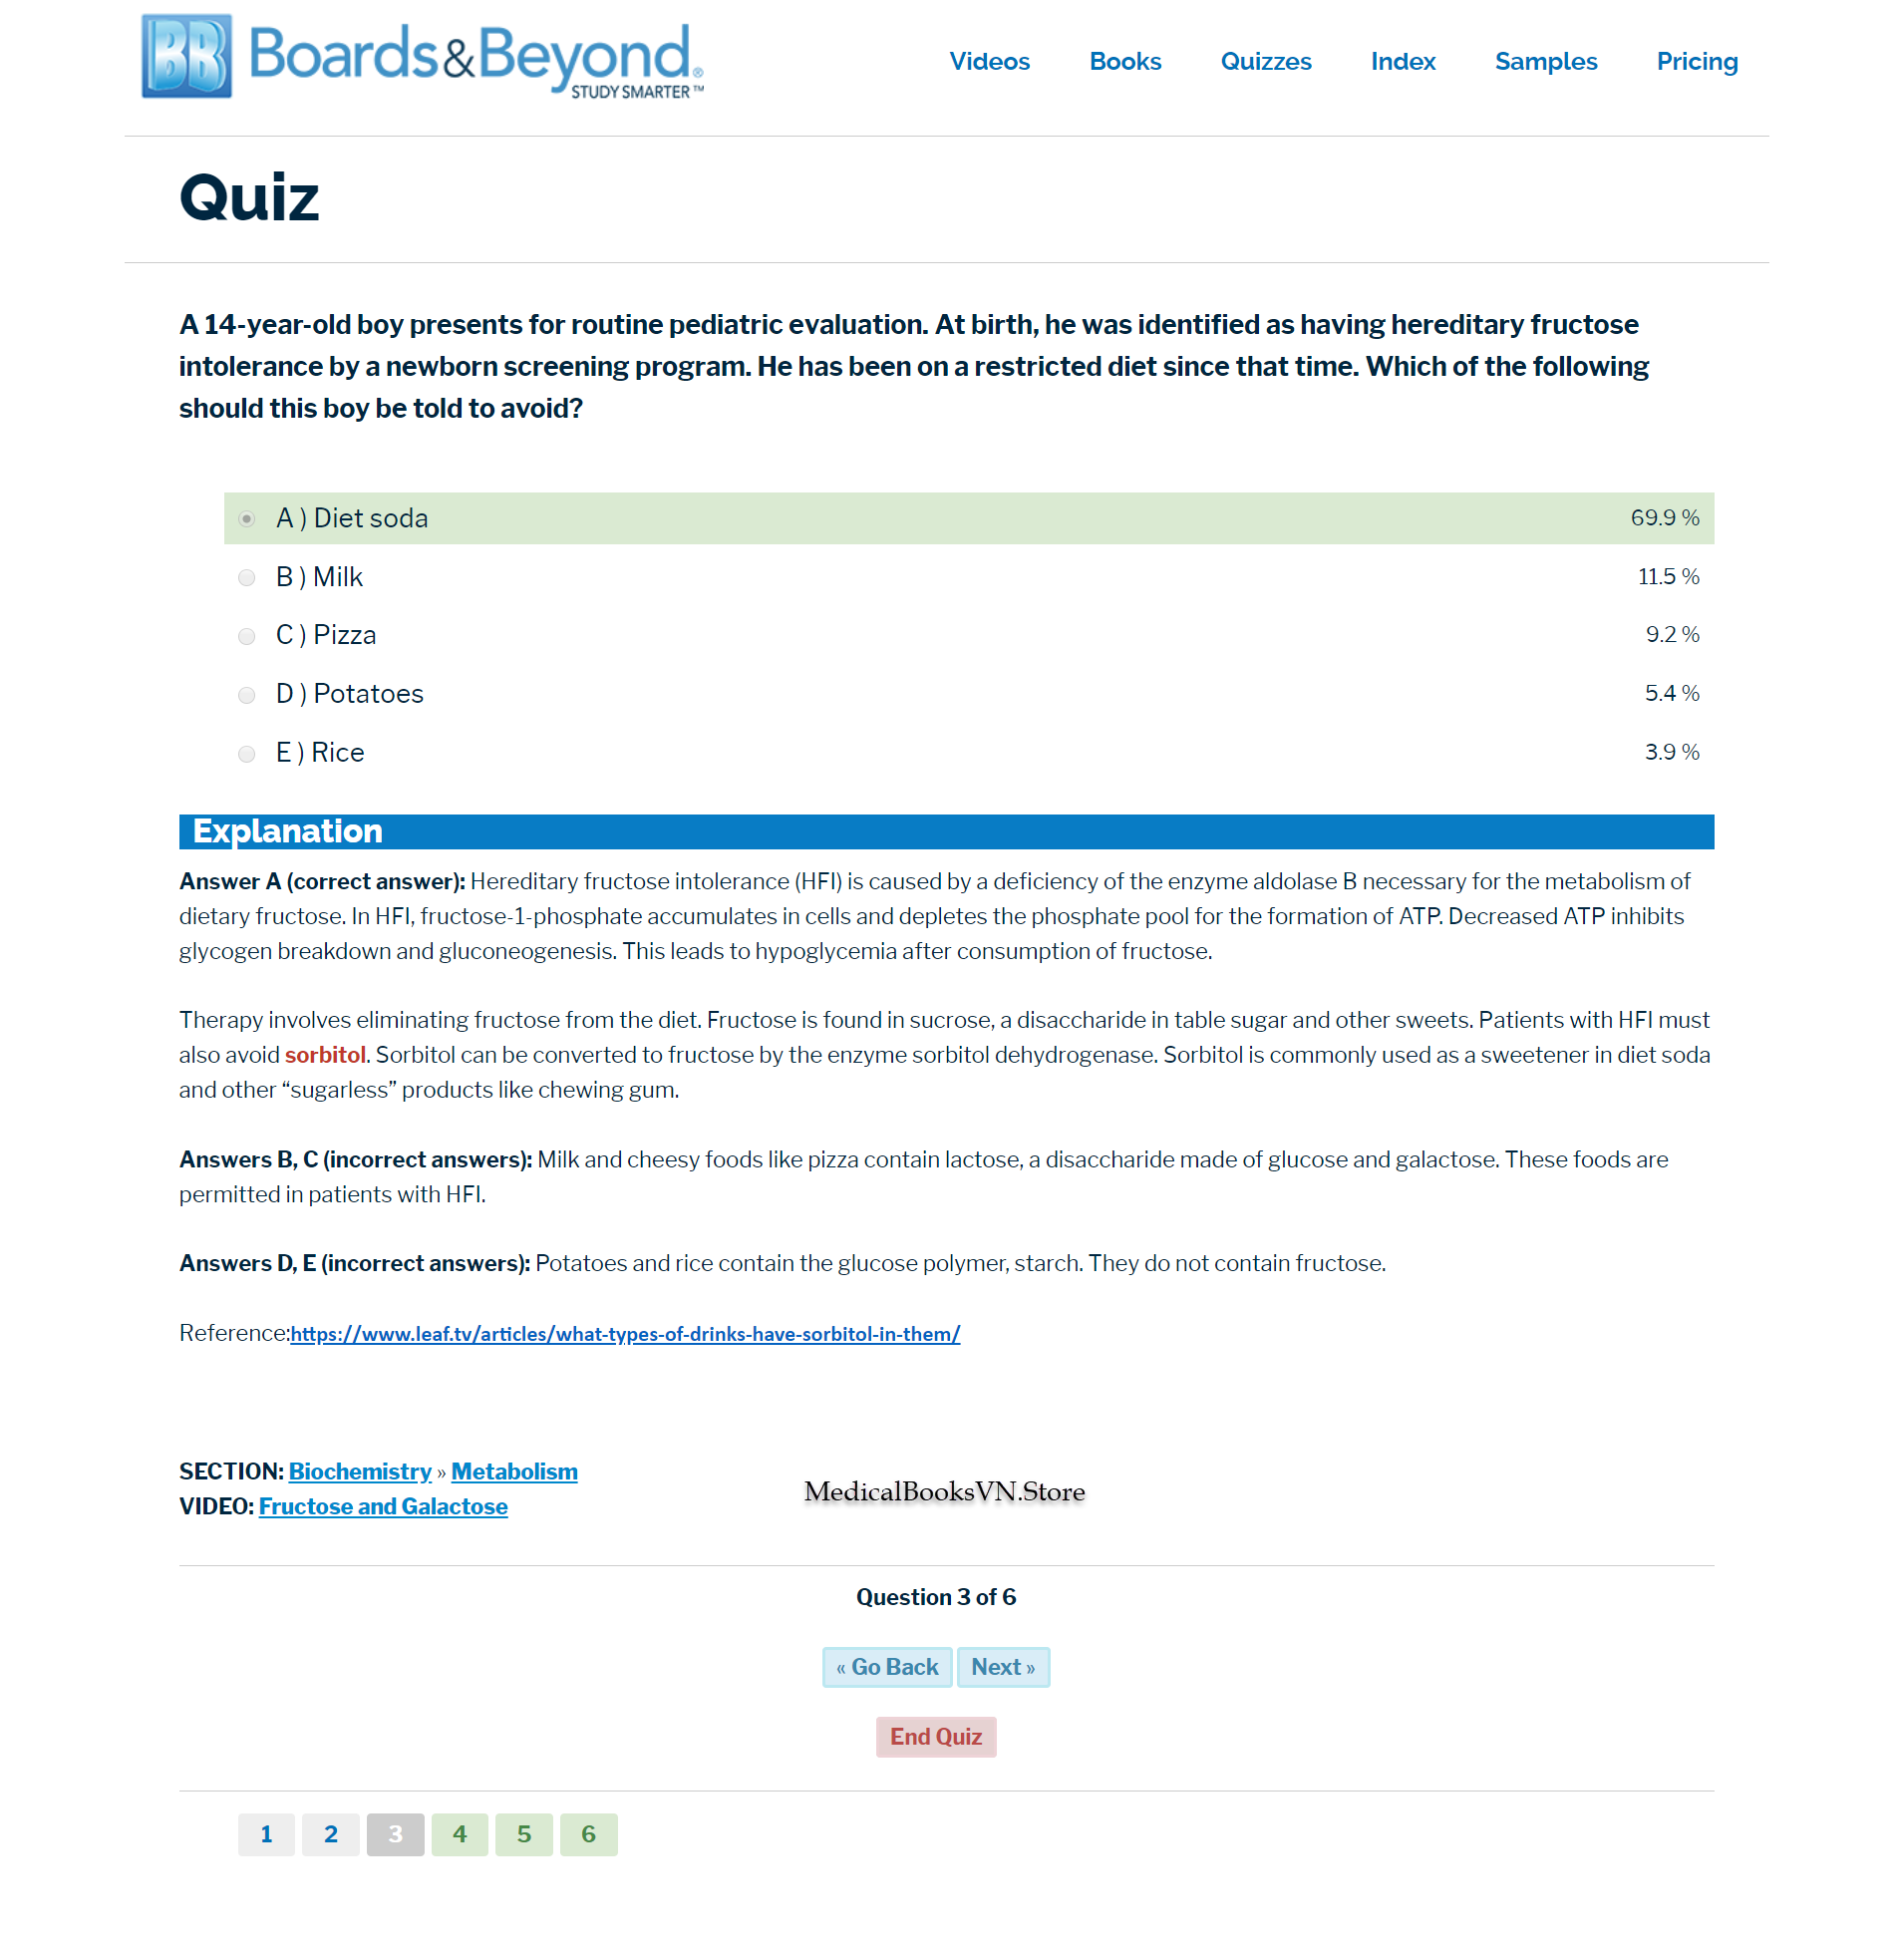 BB Boards&Beyond®
STUDY SMARTER™
Videos Books Quizzes Index Samples Pricing
Quiz
A 14-year-old boy presents for routine pediatric evaluation. At birth, he was identified as having hereditary fructose
intolerance by a newborn screening program. He has been on a restricted diet since that time. Which of the following
should this boy be told to avoid?
A ) Diet soda 69.9 %
B ) Milk 11.5 %
C ) Pizza 9.2 %
D ) Potatoes 5.4 %
E ) Rice 3.9 %
Explanation
Answer A (correct answer): Hereditary fructose intolerance (HFI) is caused by a deficiency of the enzyme aldolase B necessary for the metabolism of
dietary fructose. In HFI, fructose-1-phosphate accumulates in cells and depletes the phosphate pool for the formation of ATP. Decreased ATP inhibits
glycogen breakdown and gluconeogenesis. This leads to hypoglycemia after consumption of fructose.
Therapy involves eliminating fructose from the diet. Fructose is found in sucrose, a disaccharide in table sugar and other sweets. Patients with HFI must
also avoid sorbitol. Sorbitol can be converted to fructose by the enzyme sorbitol dehydrogenase. Sorbitol is commonly used as a sweetener in diet soda
and other “sugarless” products like chewing gum.
Answers B, C (incorrect answers): Milk and cheesy foods like pizza contain lactose, a disaccharide made of glucose and galactose. These foods are
permitted in patients with HFI.
Answers D, E (incorrect answers): Potatoes and rice contain the glucose polymer, starch. They do not contain fructose.
Reference:https://www.leaf.tv/articles/what-types-of-drinks-have-sorbitol-in-them/
SECTION: Biochemistry » Metabolism
VIDEO: Fructose and Galactose
MedicalBooksVN.Store
Question 3 of 6
« Go Back Next »
End Quiz
1 2 3 4 5 6